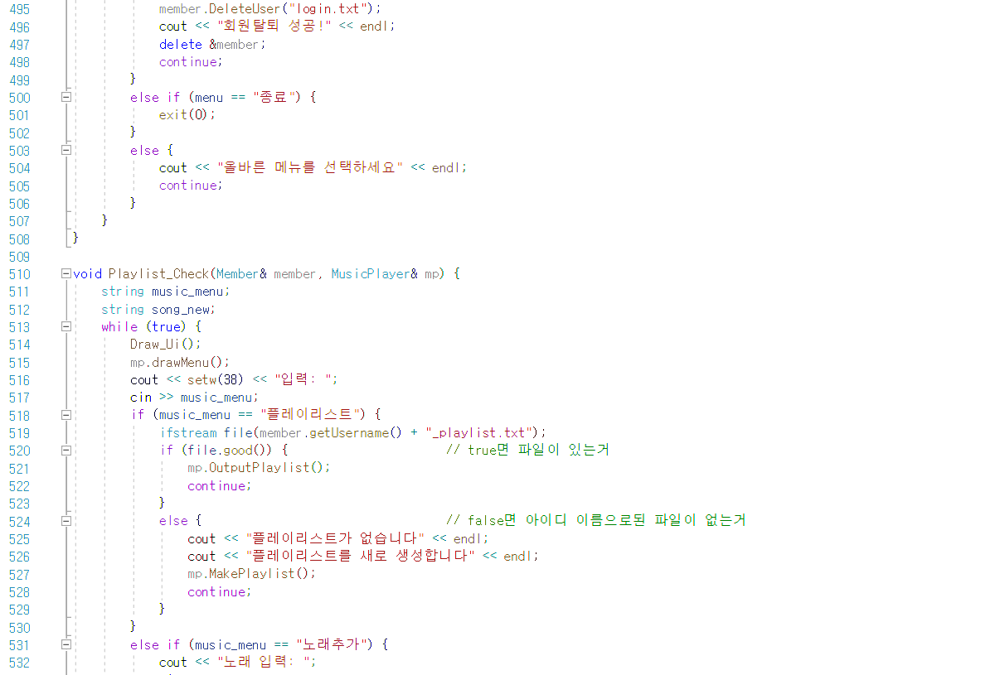 495 member.DeleteUser("login.txt");
496 cout << "회원탈퇴 성공!" << endl;
497 delete &member;
498 continue;
499 }
500 else if (menu == "종료") {
501 exit(0);
502 }
503 else {
504 cout << "올바른 메뉴를 선택하세요" << endl;
505 continue;
506 }
507 }
508 }
509
510 void Playlist_Check(Member& member, MusicPlayer& mp) {
511 string music_menu;
512 string song_new;
513 while (true) {
514 Draw_Ui();
515 mp.drawMenu();
516 cout << setw(38) << "입력: ";
517 cin >> music_menu;
518 if (music_menu == "플레이리스트") {
519 ifstream file(member.getUsername() + "_playlist.txt");
520 if (file.good()) { // true면 파일이 있는거
521 mp.OutputPlaylist();
522 continue;
523 }
524 else { // false면 아이디 이름으로된 파일이 없는거
525 cout << "플레이리스트가 없습니다" << endl;
526 cout << "플레이리스트를 새로 생성합니다" << endl;
527 mp.MakePlaylist();
528 continue;
529 }
530 }
531 else if (music_menu == "노래추가") {
532 cout << "노래 입력: ";